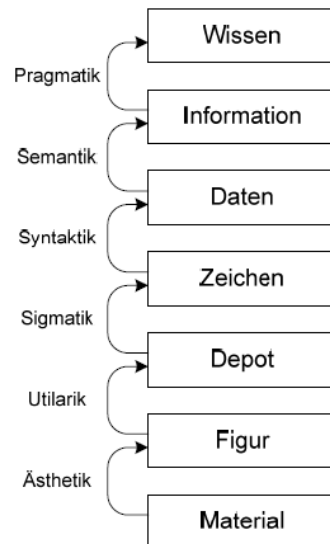 Wissen
Pragmatik
Information
Semantik
Daten
Syntaktik
Zeichen
Sigmatik
Depot
Utilarik
Figur
Ästhetik
Material